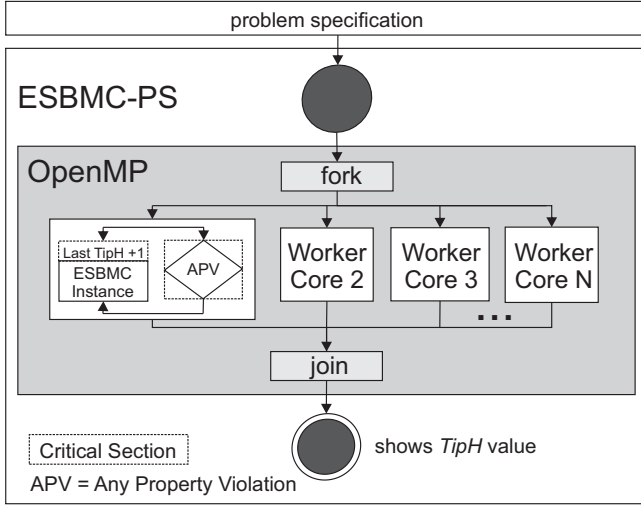 problem specification
ESBMC-PS
OpenMP
fork
Last TipH +1
ESBMC
Instance
APV
Worker
Core 2
Worker
Core 3
Worker
Core N
...
join
shows TipH value
Critical Section
APV = Any Property Violation